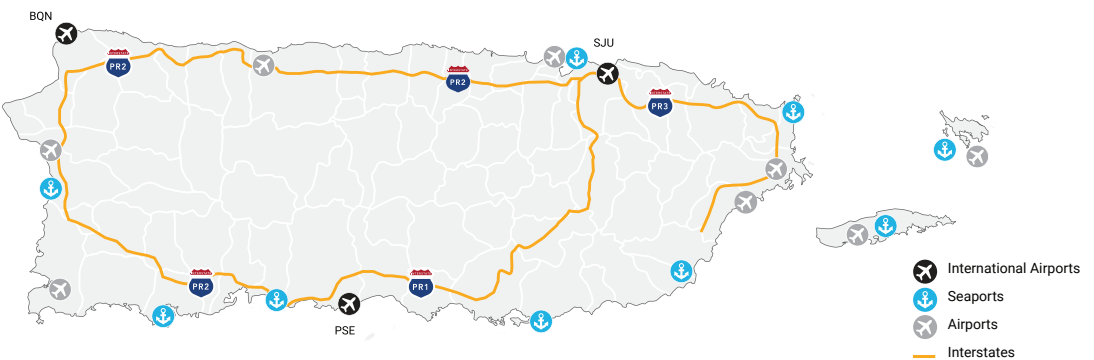 BQN
SJU
PR2
PR2
PR3
PR2
PR1
PSE
International Airports
Seaports
Airports
Interstates